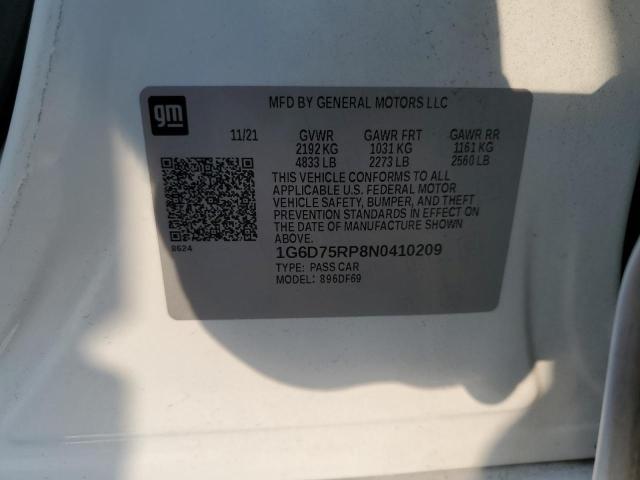 gm
MFD BY GENERAL MOTORS LLC
11/21 GVWR GAWR FRT GAWR RR
2192 KG 1031 KG 1161 KG
4833 LB 2273 LB 2560 LB
THIS VEHICLE CONFORMS TO ALL
APPLICABLE U.S. FEDERAL MOTOR
VEHICLE SAFETY, BUMPER, AND THEFT
PREVENTION STANDARDS IN EFFECT ON
THE DATE OF MANUFACTURE SHOWN
ABOVE.
8624
1G6D75RP8N0410209
TYPE: PASS CAR
MODEL: 896DF69